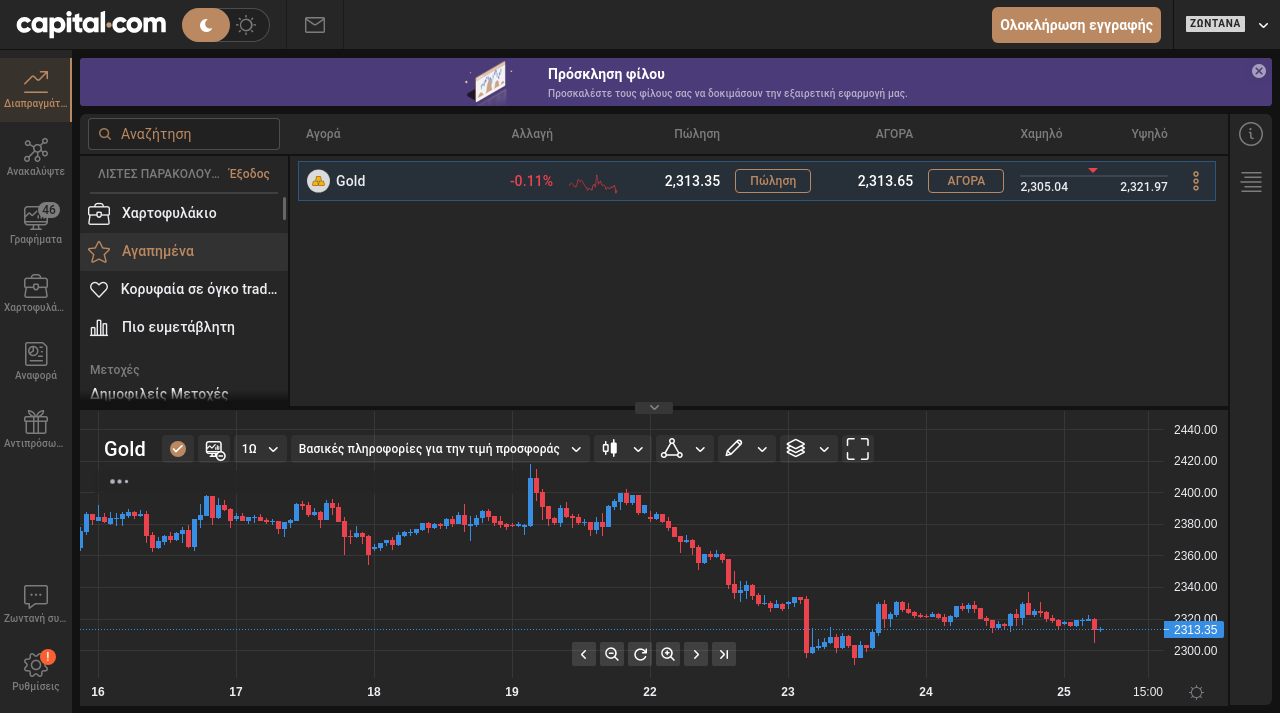 capital.com
Ολοκλήρωση εγγραφής
ΖΩΝΤΑΝΑ
Διαπραγμάτ...
Ανακαλύψτε
46
Γραφήματα
Χαρτοφυλά...
Αναφορά
Αντιπρόσω...
Ζωντανή συ...
!
Ρυθμίσεις
Πρόσκληση φίλου
Προσκαλέστε τους φίλους σας να δοκιμάσουν την εξαιρετική εφαρμογή μας.
Αναζήτηση
ΛΙΣΤΕΣ ΠΑΡΑΚΟΛΟΥ... Έξοδος
Χαρτοφυλάκιο
Αγαπημένα
Κορυφαία σε όγκο trad...
Πιο ευμετάβλητη
Μετοχές
Δημοφιλείς Μετοχές
Αγορά Αλλαγή Πώληση ΑΓΟΡΑ Χαμηλό Υψηλό
Gold -0.11% 2,313.35 Πώληση 2,313.65 ΑΓΟΡΑ 2,305.04 2,321.97
Gold 1Ω Βασικές πληροφορίες για την τιμή προσφοράς
2440.00
2420.00
2400.00
2380.00
2360.00
2340.00
2320.00
2313.35
2300.00
16 17 18 19 22 23 24 25 15:00